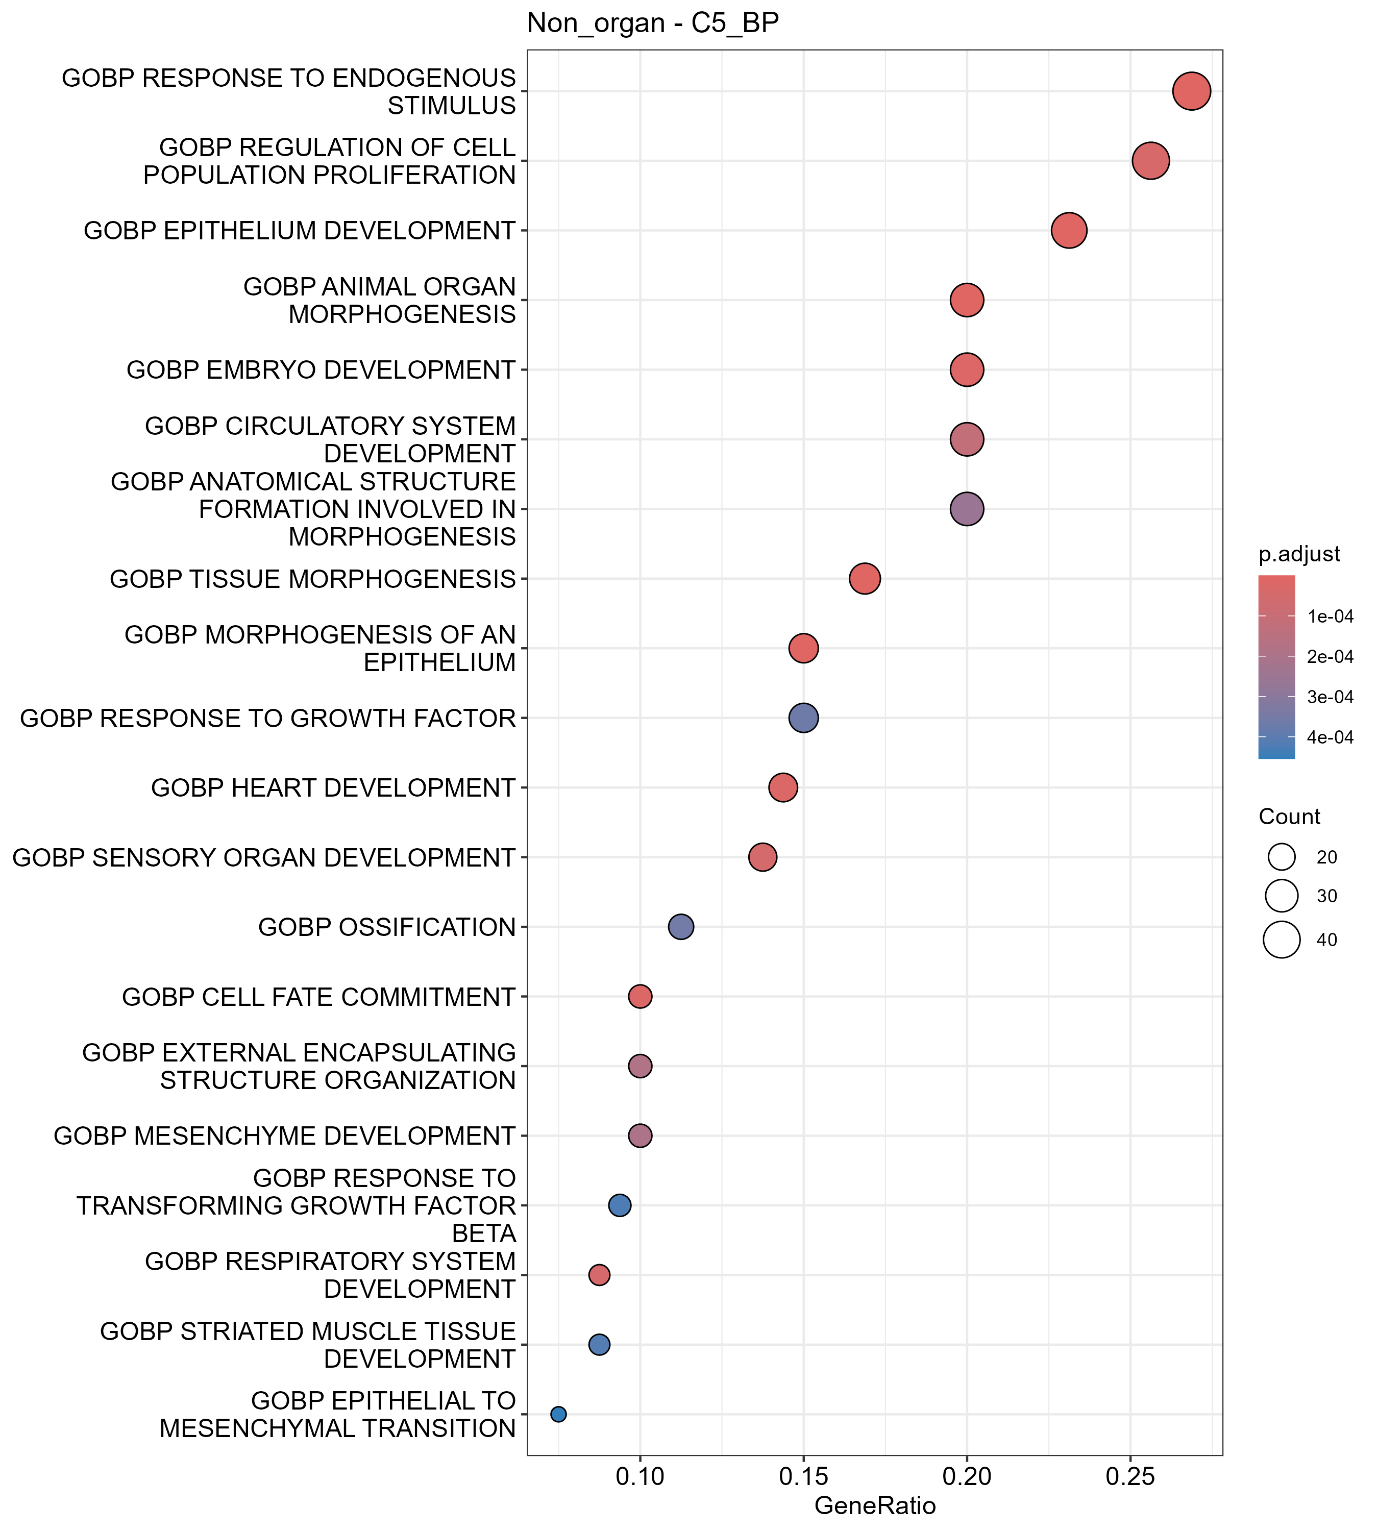 Non_organ - C5_BP
GOBP RESPONSE TO ENDOGENOUS
STIMULUS
GOBP REGULATION OF CELL
POPULATION PROLIFERATION
GOBP EPITHELIUM DEVELOPMENT
GOBP ANIMAL ORGAN
MORPHOGENESIS
GOBP EMBRYO DEVELOPMENT
GOBP CIRCULATORY SYSTEM
DEVELOPMENT
GOBP ANATOMICAL STRUCTURE
FORMATION INVOLVED IN
MORPHOGENESIS
GOBP TISSUE MORPHOGENESIS
GOBP MORPHOGENESIS OF AN
EPITHELIUM
GOBP RESPONSE TO GROWTH FACTOR
GOBP HEART DEVELOPMENT
GOBP SENSORY ORGAN DEVELOPMENT
GOBP OSSIFICATION
GOBP CELL FATE COMMITMENT
GOBP EXTERNAL ENCAPSULATING
STRUCTURE ORGANIZATION
GOBP MESENCHYME DEVELOPMENT
GOBP RESPONSE TO
TRANSFORMING GROWTH FACTOR
BETA
GOBP RESPIRATORY SYSTEM
DEVELOPMENT
GOBP STRIATED MUSCLE TISSUE
DEVELOPMENT
GOBP EPITHELIAL TO
MESENCHYMAL TRANSITION
0.10 0.15 0.20 0.25
GeneRatio
p.adjust
1e-04
2e-04
3e-04
4e-04
Count
20
30
40